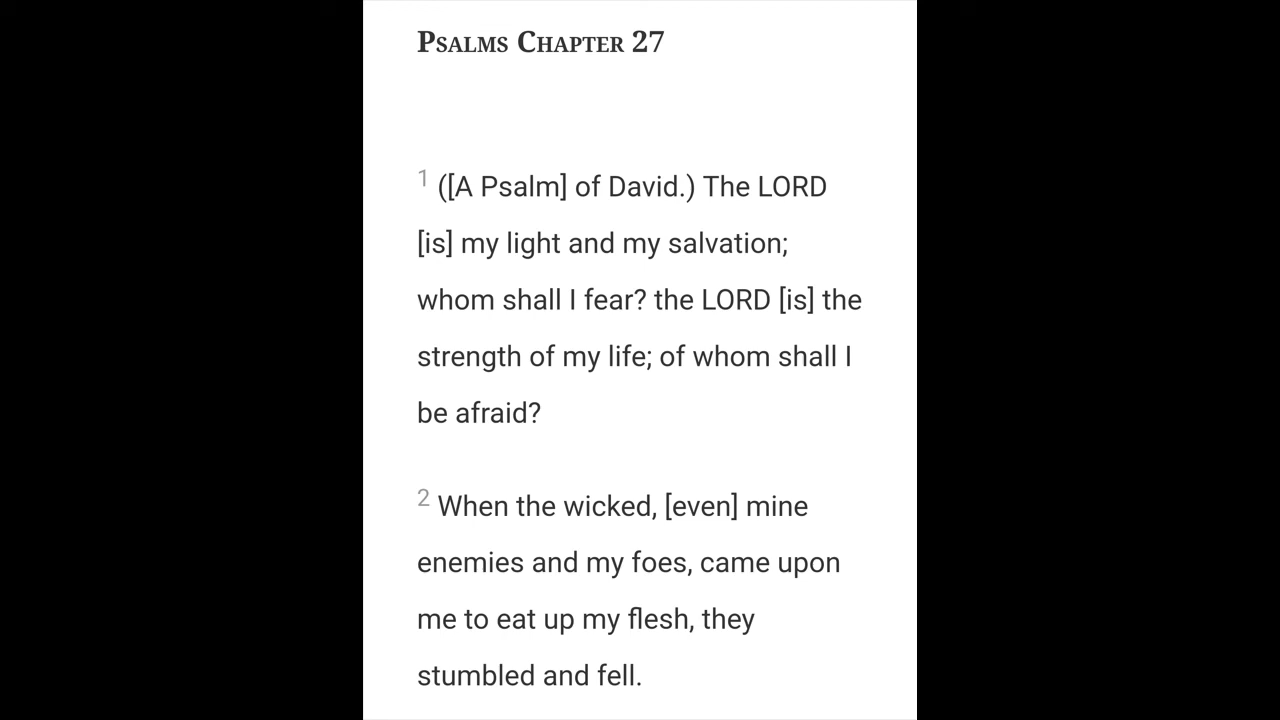 Psalms Chapter 27
1 ([A Psalm] of David.) The LORD
[is] my light and my salvation;
whom shall I fear? the LORD [is] the
strength of my life; of whom shall I
be afraid?
2 When the wicked, [even] mine
enemies and my foes, came upon
me to eat up my flesh, they
stumbled and fell.